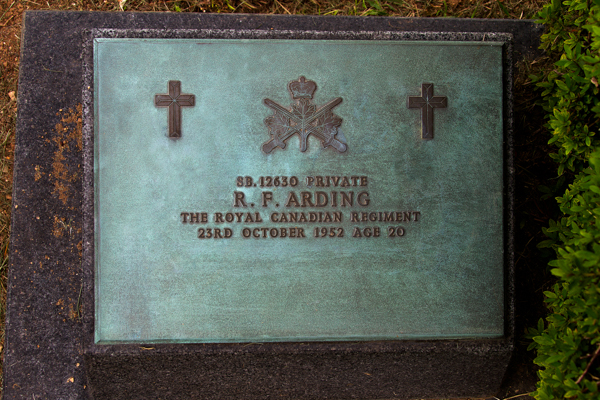 SB.12630 PRIVATE
R. F. ARDING
THE ROYAL CANADIAN REGIMENT
23RD OCTOBER 1952 AGE 20